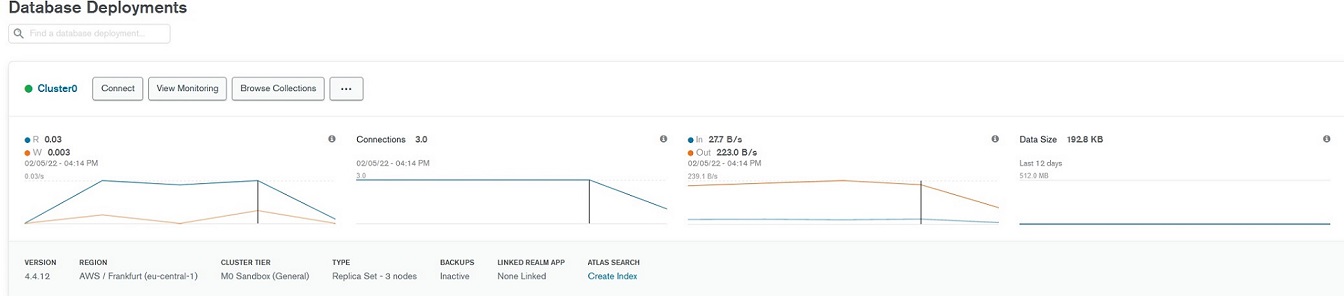 Database Deployments
Find a database deployment...
Cluster0 Connect View Monitoring Browse Collections ...
R 0.03
W 0.003
02/05/22 - 04:14 PM
0.03/s
Connections 3.0
02/05/22 - 04:14 PM
3.0
In 27.7 B/s
Out 223.0 B/s
02/05/22 - 04:14 PM
239.1 B/s
Data Size 192.8 KB
Last 12 days
512.0 MB
VERSION REGION CLUSTER TIER TYPE BACKUPS LINKED REALM APP ATLAS SEARCH
4.4.12 AWS / Frankfurt (eu-central-1) M0 Sandbox (General) Replica Set - 3 nodes Inactive None Linked Create Index